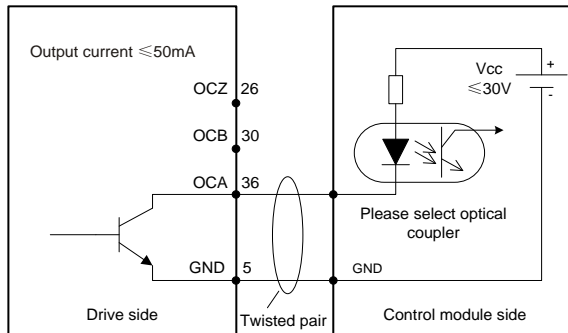 Output current ≤50mA
OCZ 26
OCB 30
OCA 36
GND 5
Drive side
Twisted pair
Vcc
≤30V
+
-
Please select optical
coupler
GND
Control module side